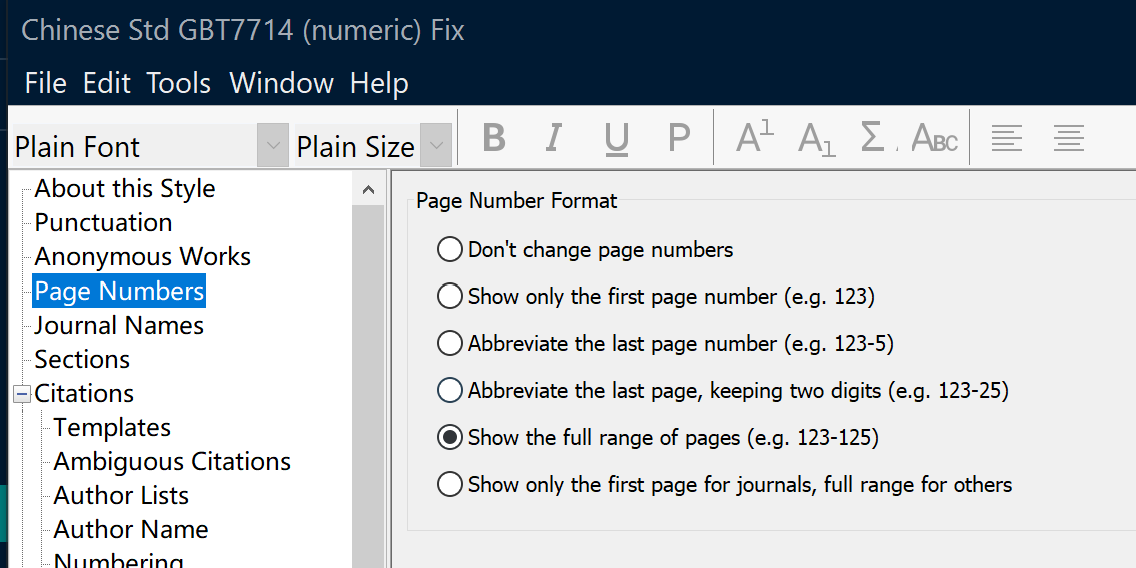 Chinese Std GBT7714 (numeric) Fix
File Edit Tools Window Help
Plain Font Plain Size B I U P A1 A1 Σ ABC
About this Style
Punctuation
Anonymous Works
Page Numbers
Journal Names
Sections
Citations
Templates
Ambiguous Citations
Author Lists
Author Name
Numbering
Page Number Format
Don't change page numbers
Show only the first page number (e.g. 123)
Abbreviate the last page number (e.g. 123-5)
Abbreviate the last page, keeping two digits (e.g. 123-25)
Show the full range of pages (e.g. 123-125)
Show only the first page for journals, full range for others